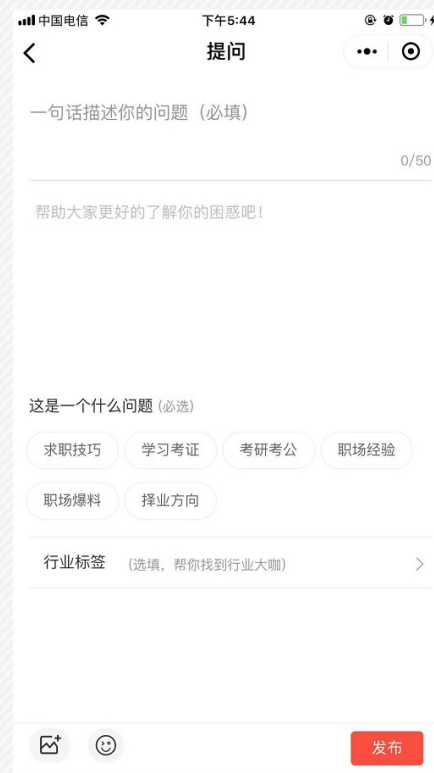 中国电信 下午5:44
提问
一句话描述你的问题（必填）
0/50
帮助大家更好的了解你的困惑吧！
这是一个什么问题 (必选)
求职技巧 学习考证 考研考公 职场经验
职场爆料 择业方向
行业标签 (选填，帮你找到行业大咖)
发布